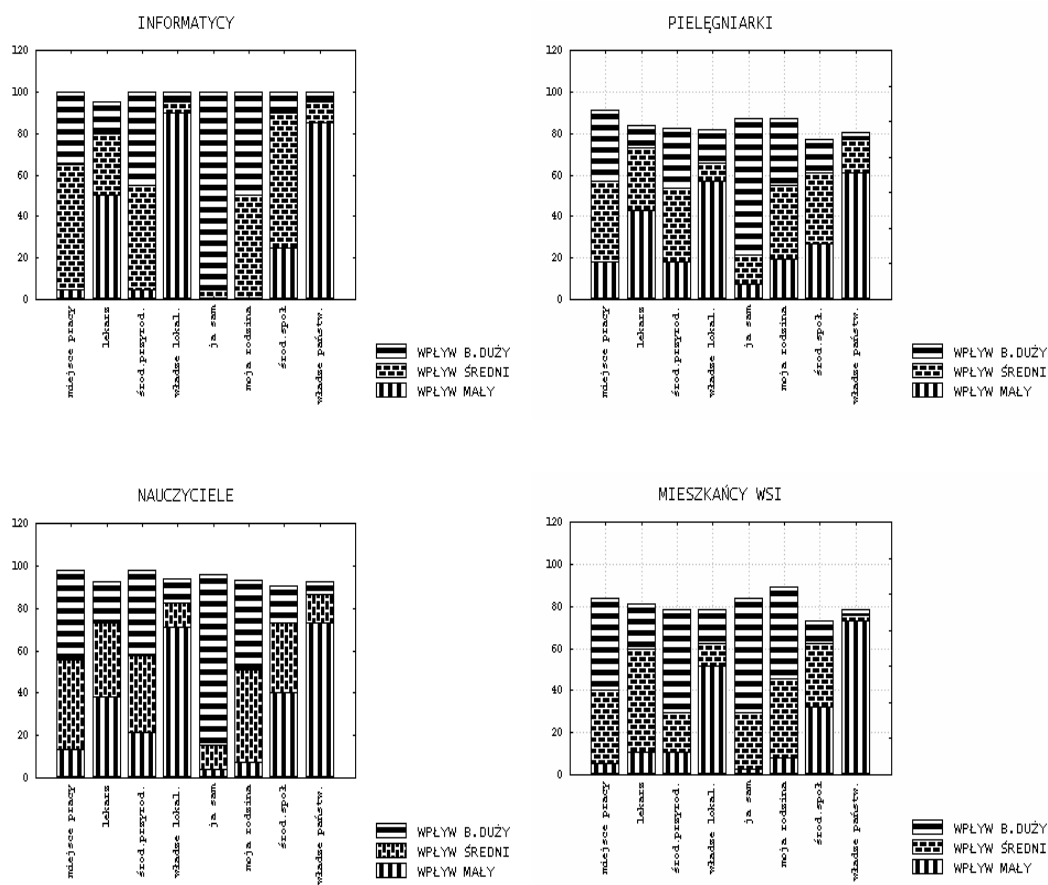 INFORMATYCY
120
100
80
60
40
20
0
miejsce pracy
lekarz
środ.przyrod.
władze lokal.
ja sam
moja rodzina
środ.społ
władze państw.
WPŁYW B.DUŻY
WPŁYW ŚREDNI
WPŁYW MAŁY
PIELĘGNIARKI
120
100
80
60
40
20
0
miejsce pracy
lekarz
środ.przyrod.
władze lokal.
ja sam
moja rodzina
środ.społ.
władze państw.
WPŁYW B.DUŻY
WPŁYW ŚREDNI
WPŁYW MAŁY
NAUCZYCIELE
120
100
80
60
40
20
0
miejsce pracy
lekarz
środ.przyrod.
władze lokal.
ja sam
moja rodzina
środ.społ
władze państw.
WPŁYW B.DUŻY
WPŁYW ŚREDNI
WPŁYW MAŁY
MIESZKAŃCY WSI
120
100
80
60
40
20
0
miejsce pracy
lekarz
środ.przyrod.
władze lokal.
ja sam
moja rodzina
środ.społ
władze państw.
WPŁYW B.DUŻY
WPŁYW ŚREDNI
WPŁYW MAŁY